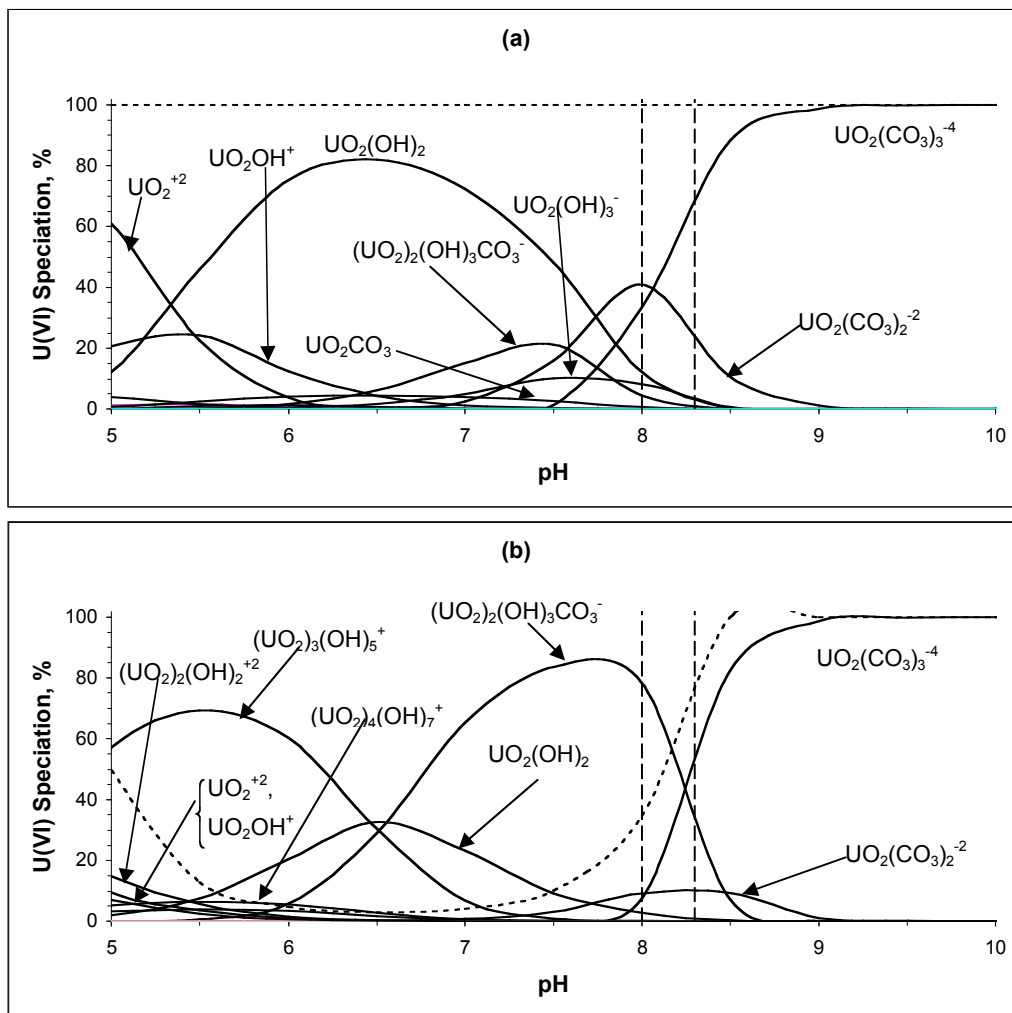 (a)
U(VI) Speciation, %
100
80
60
40
20
0
UO₂⁺²
UO₂OH⁺
UO₂(OH)₂
(UO₂)₂(OH)₃CO₃⁻
UO₂(OH)₃⁻
UO₂CO₃
UO₂(CO₃)₃⁻⁴
UO₂(CO₃)₂⁻²
5 6 7 8 9 10
pH
(b)
U(VI) Speciation, %
100
80
60
40
20
0
(UO₂)₂(OH)₂⁺²
(UO₂)₃(OH)₅⁺
UO₂⁺²,
UO₂OH⁺
(UO₂)₄(OH)₇⁺
(UO₂)₂(OH)₃CO₃⁻
UO₂(OH)₂
UO₂(CO₃)₃⁻⁴
UO₂(CO₃)₂⁻²
5 6 7 8 9 10
pH